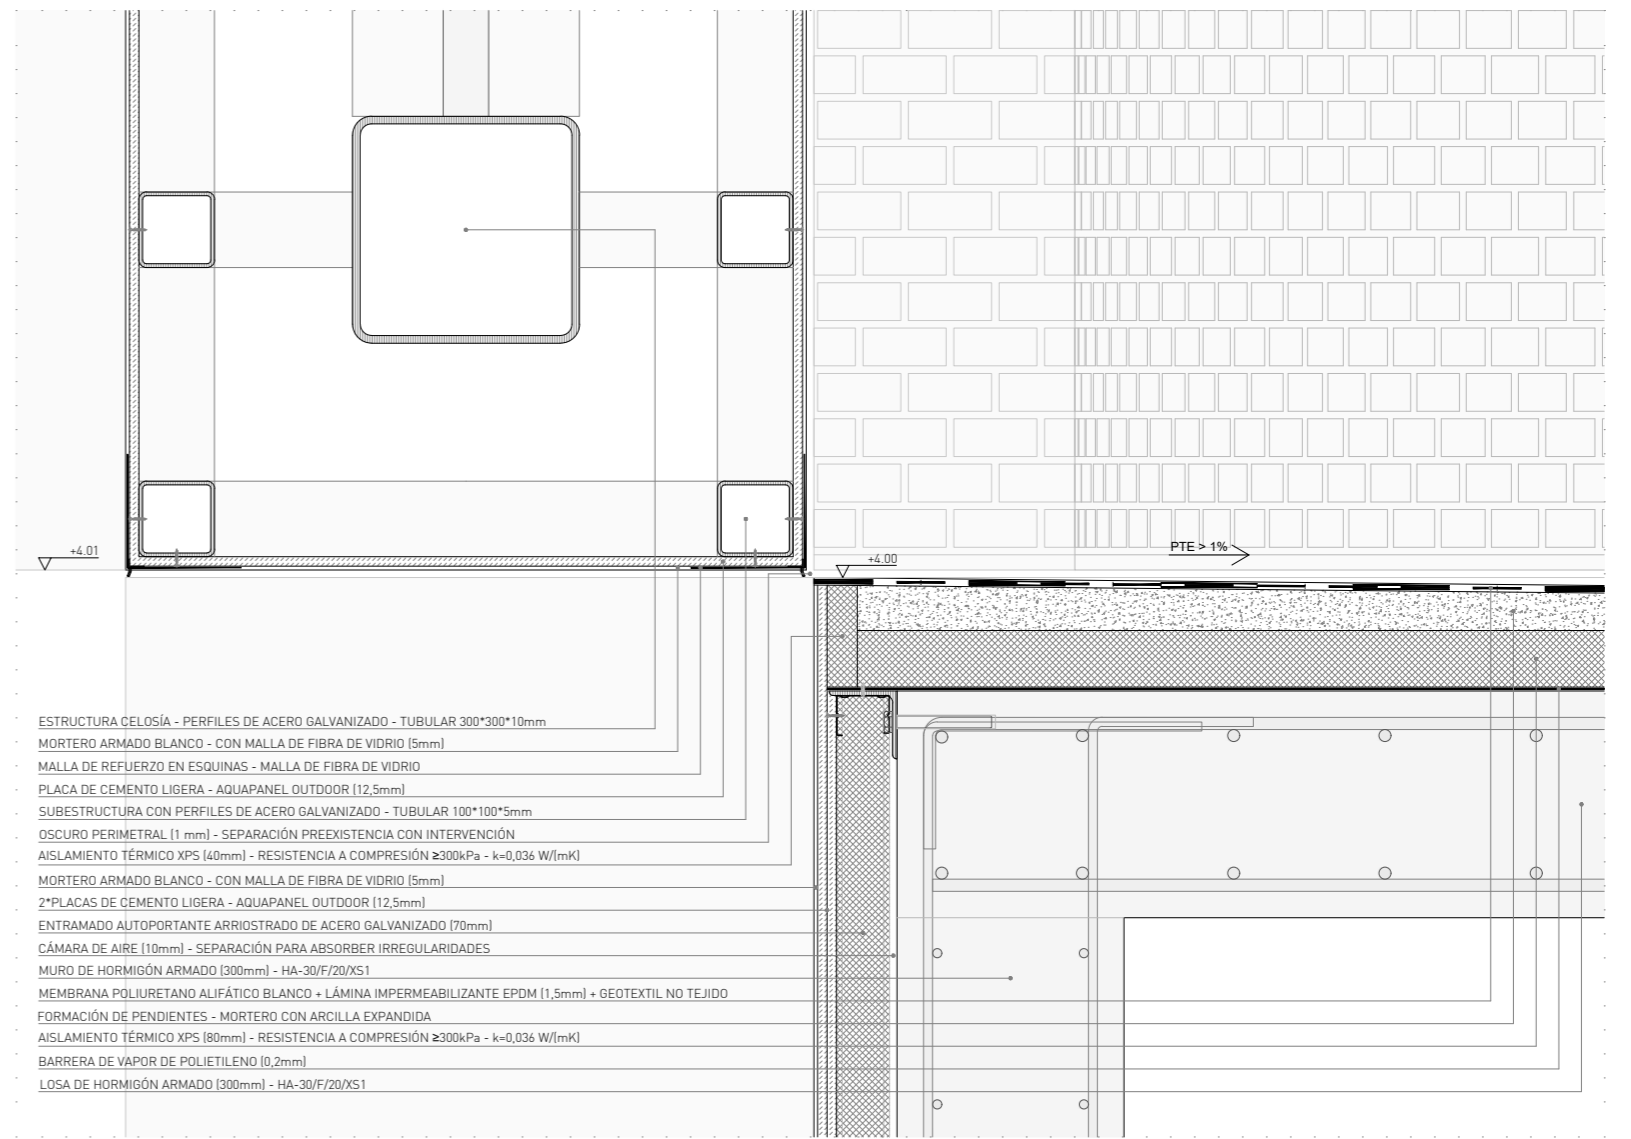 PTE > 1%
+4.01
+4.00
ESTRUCTURA CELOSÍA - PERFILES DE ACERO GALVANIZADO - TUBULAR 300*300*10mm
MORTERO ARMADO BLANCO - CON MALLA DE FIBRA DE VIDRIO (5mm)
MALLA DE REFUERZO EN ESQUINAS - MALLA DE FIBRA DE VIDRIO
PLACA DE CEMENTO LIGERA - AQUAPANEL OUTDOOR (12,5mm)
SUBESTRUCTURA CON PERFILES DE ACERO GALVANIZADO - TUBULAR 100*100*5mm
OSCURO PERIMETRAL (1 mm) - SEPARACIÓN PREEXISTENCIA CON INTERVENCIÓN
AISLAMIENTO TÉRMICO XPS (40mm) - RESISTENCIA A COMPRESIÓN ≥300kPa - k=0,036 W/(mK)
MORTERO ARMADO BLANCO - CON MALLA DE FIBRA DE VIDRIO (5mm)
2*PLACAS DE CEMENTO LIGERA - AQUAPANEL OUTDOOR (12,5mm)
ENTRAMADO AUTOPORTANTE ARRIOSTRADO DE ACERO GALVANIZADO (70mm)
CÁMARA DE AIRE (10mm) - SEPARACIÓN PARA ABSORBER IRREGULARIDADES
MURO DE HORMIGÓN ARMADO (300mm) - HA-30/F/20/XS1
MEMBRANA POLIURETANO ALIFÁTICO BLANCO + LÁMINA IMPERMEABILIZANTE EPDM (1,5mm) + GEOTEXTIL NO TEJIDO
FORMACIÓN DE PENDIENTES - MORTERO CON ARCILLA EXPANDIDA
AISLAMIENTO TÉRMICO XPS (80mm) - RESISTENCIA A COMPRESIÓN ≥300kPa - k=0,036 W/(mK)
BARRERA DE VAPOR DE POLIETILENO (0,2mm)
LOSA DE HORMIGÓN ARMADO (300mm) - HA-30/F/20/XS1